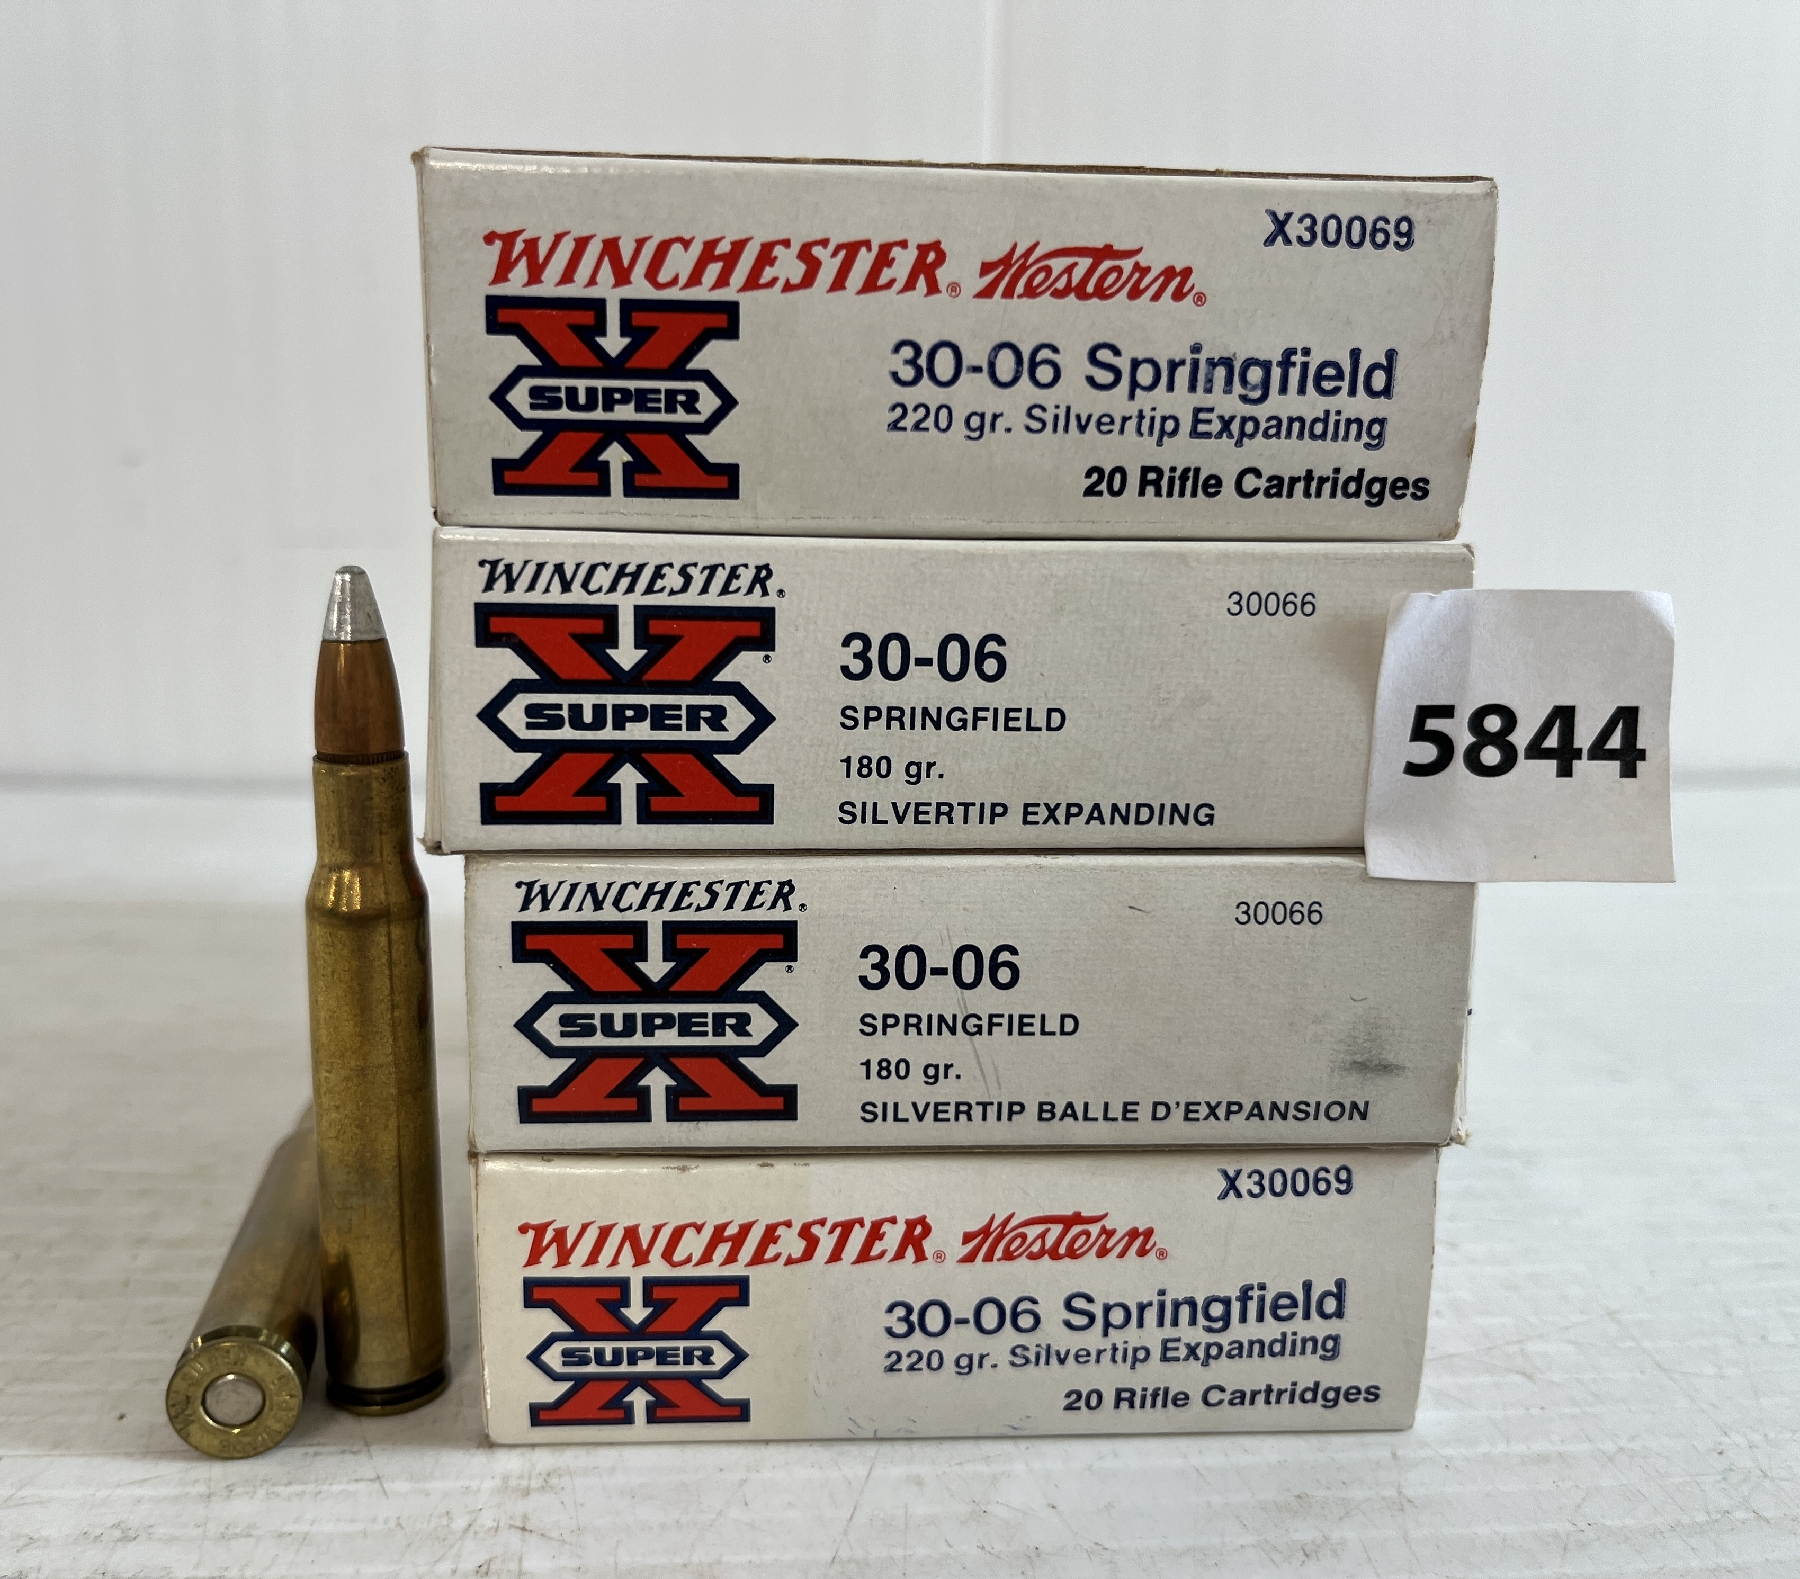 X30069
WINCHESTER® Western®
SUPER X
30-06 Springfield
220 gr. Silvertip Expanding
20 Rifle Cartridges
WINCHESTER®
SUPER X®
30066
30-06
SPRINGFIELD
180 gr.
SILVERTIP EXPANDING
5844
WINCHESTER®
SUPER X®
30066
30-06
SPRINGFIELD
180 gr.
SILVERTIP BALLE D'EXPANSION
X30069
WINCHESTER® Western®
SUPER X
30-06 Springfield
220 gr. Silvertip Expanding
20 Rifle Cartridges